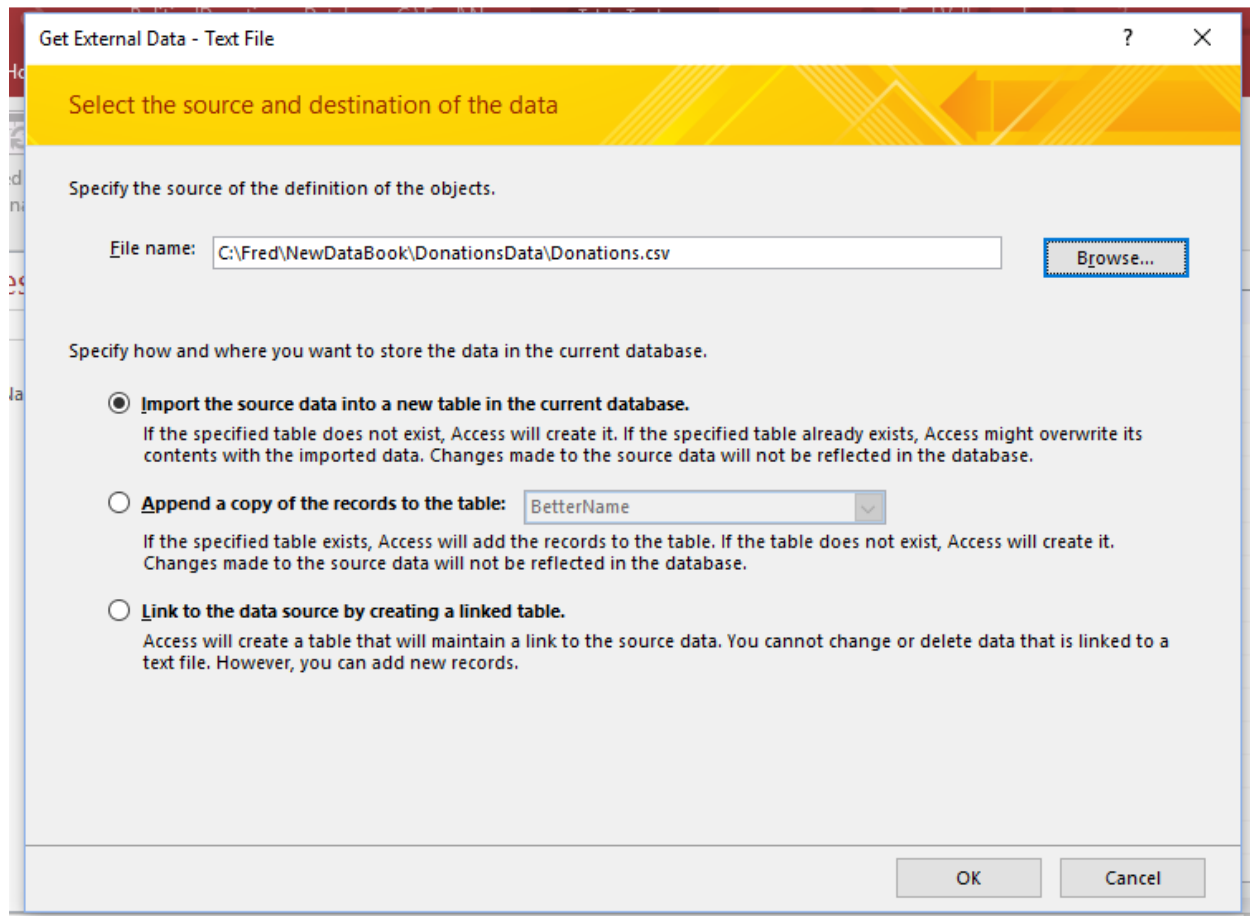 Get External Data - Text File
?
Select the source and destination of the data
Specify the source of the definition of the objects.
File name: C:\Fred\NewDataBook\DonationsData\Donations.csv Browse...
Specify how and where you want to store the data in the current database.
Import the source data into a new table in the current database.
If the specified table does not exist, Access will create it. If the specified table already exists, Access might overwrite its
contents with the imported data. Changes made to the source data will not be reflected in the database.
Append a copy of the records to the table: BetterName
If the specified table exists, Access will add the records to the table. If the table does not exist, Access will create it.
Changes made to the source data will not be reflected in the database.
Link to the data source by creating a linked table.
Access will create a table that will maintain a link to the source data. You cannot change or delete data that is linked to a
text file. However, you can add new records.
OK Cancel